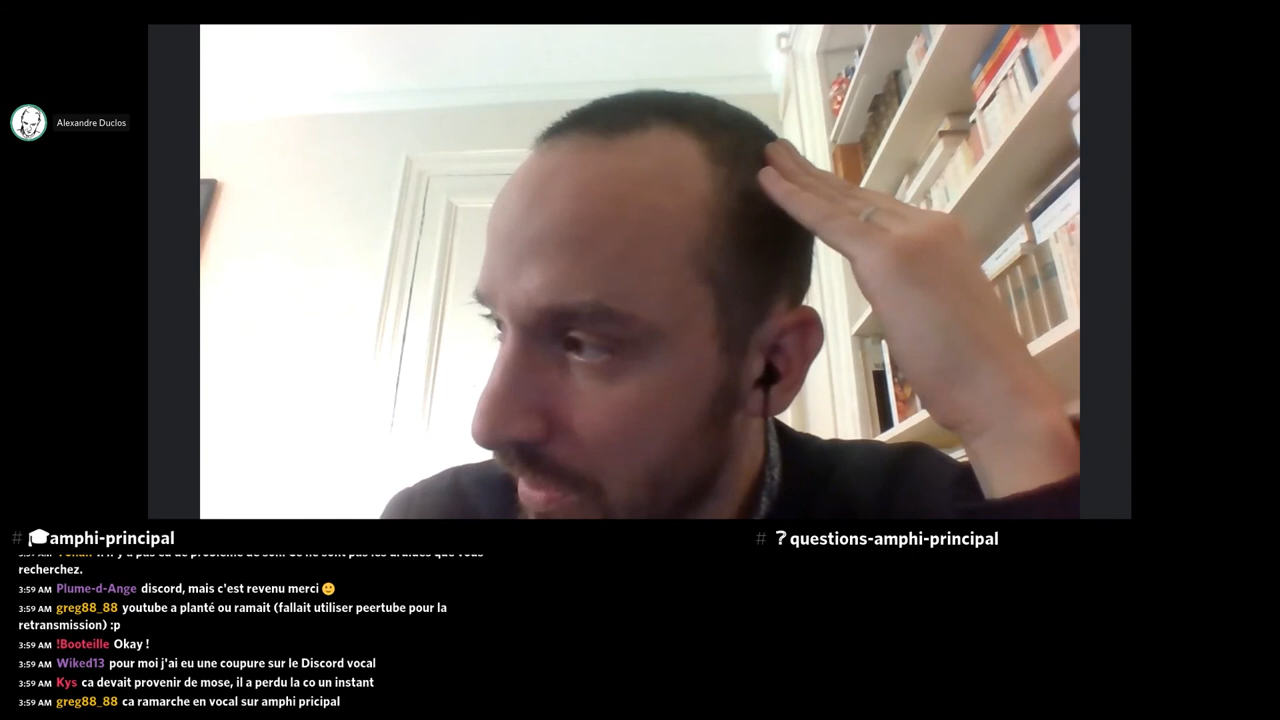 Alexandre Duclos
# 🎓amphi-principal
# ❔questions-amphi-principal
recherchez.
3:59 AM Plume-d-Ange discord, mais c'est revenu merci 🙂
3:59 AM greg88_88 youtube a planté ou ramait (fallait utiliser peertube pour la
retransmission) :p
3:59 AM !Booteille Okay !
3:59 AM Wiked13 pour moi j'ai eu une coupure sur le Discord vocal
3:59 AM Kys ca devait provenir de mose, il a perdu la co un instant
3:59 AM greg88_88 ca ramarche en vocal sur amphi pricipal